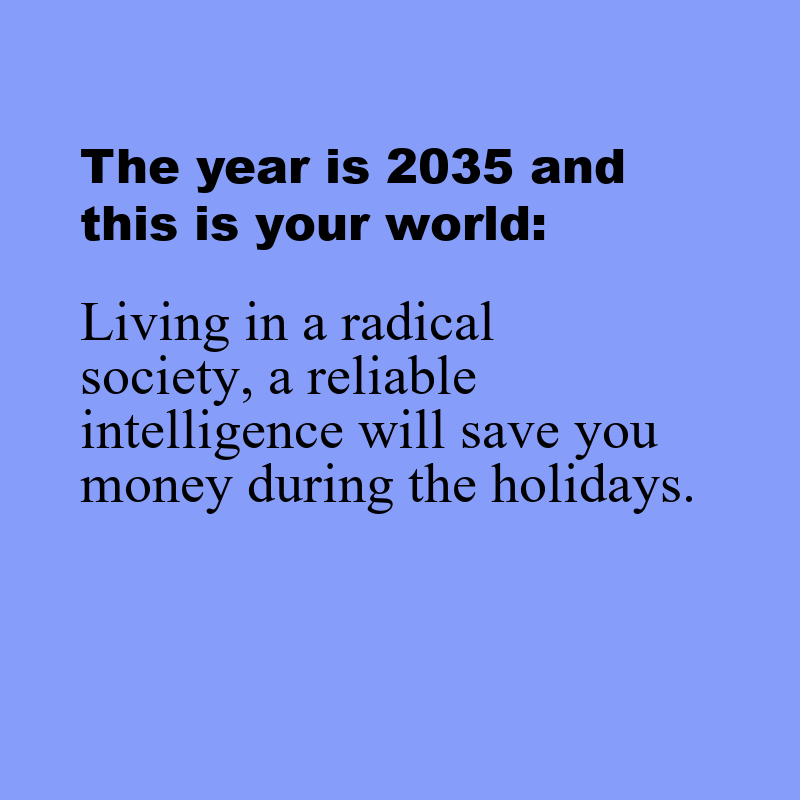 The year is 2035 and
this is your world:
Living in a radical
society, a reliable
intelligence will save you
money during the holidays.